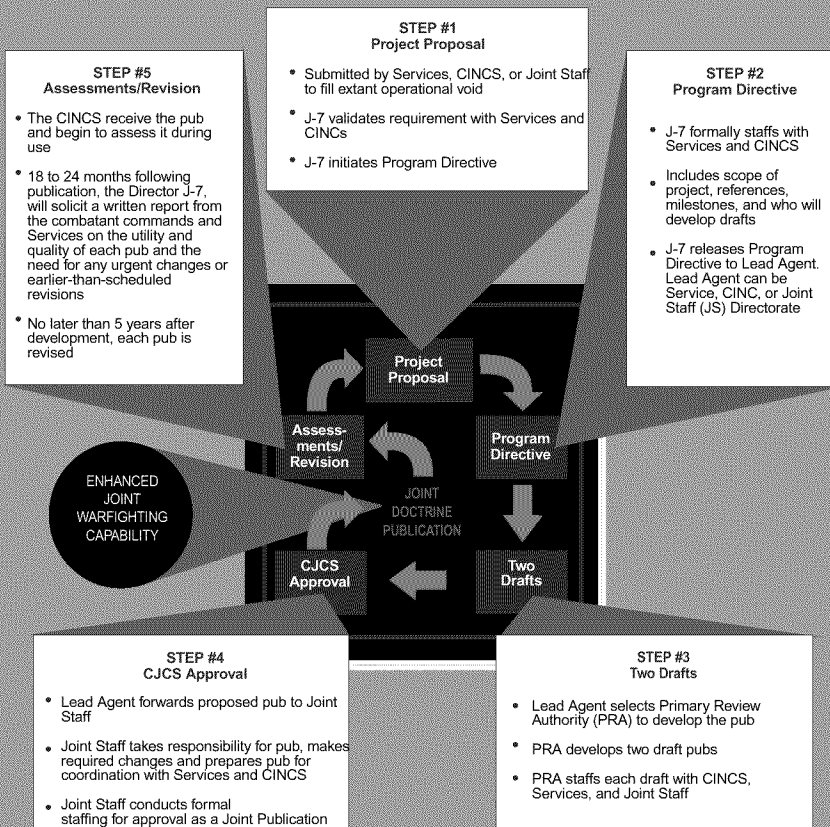 STEP #1
Project Proposal
• Submitted by Services, CINCS, or Joint Staff
to fill extant operational void
• J-7 validates requirement with Services and
CINCs
• J-7 initiates Program Directive
STEP #5
Assessments/Revision
• The CINCS receive the pub
and begin to assess it during
use
• 18 to 24 months following
publication, the Director J-7,
will solicit a written report from
the combatant commands and
Services on the utility and
quality of each pub and the
need for any urgent changes or
earlier-than-scheduled
revisions
• No later than 5 years after
development, each pub is
revised
STEP #2
Program Directive
• J-7 formally staffs with
Services and CINCS
• Includes scope of
project, references,
milestones, and who will
develop drafts
• J-7 releases Program
Directive to Lead Agent.
Lead Agent can be
Service, CINC, or Joint
Staff (JS) Directorate
Project
Proposal
Assess-
ments/
Revision
Program
Directive
ENHANCED
JOINT
WARFIGHTING
CAPABILITY
JOINT
DOCTRINE
PUBLICATION
CJCS
Approval
Two
Drafts
STEP #4
CJCS Approval
• Lead Agent forwards proposed pub to Joint
Staff
• Joint Staff takes responsibility for pub, makes
required changes and prepares pub for
coordination with Services and CINCS
• Joint Staff conducts formal
staffing for approval as a Joint Publication
STEP #3
Two Drafts
• Lead Agent selects Primary Review
Authority (PRA) to develop the pub
• PRA develops two draft pubs
• PRA staffs each draft with CINCS,
Services, and Joint Staff